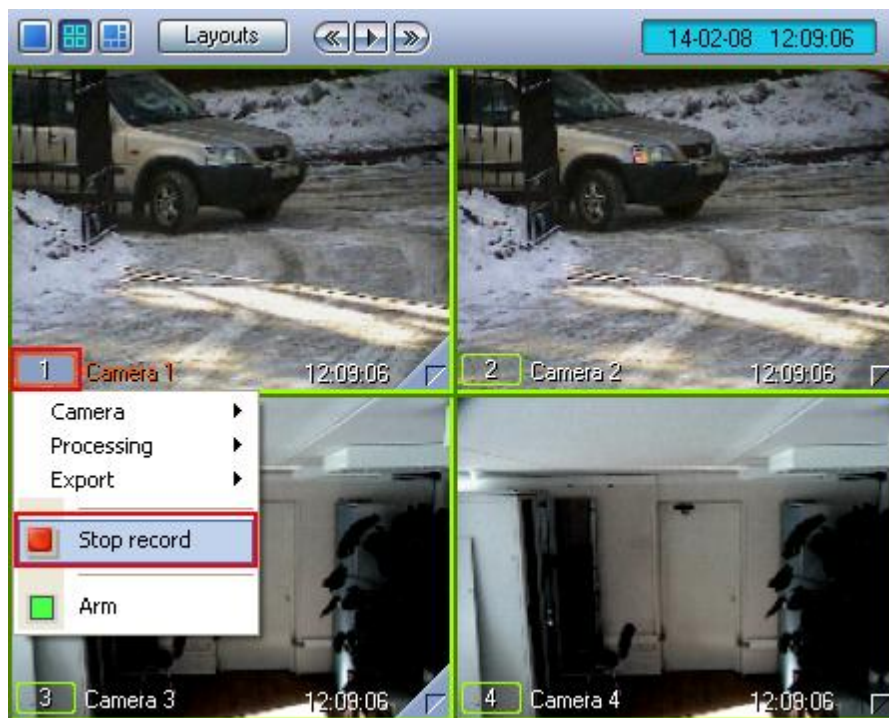 Layouts
14-02-08 12:09:06
1 Camera 1 12:09:06
2 Camera 2 12:09:06
Camera
Processing
Export
Stop record
Arm
3 Camera 3 12:09:06
4 Camera 4 12:09:06